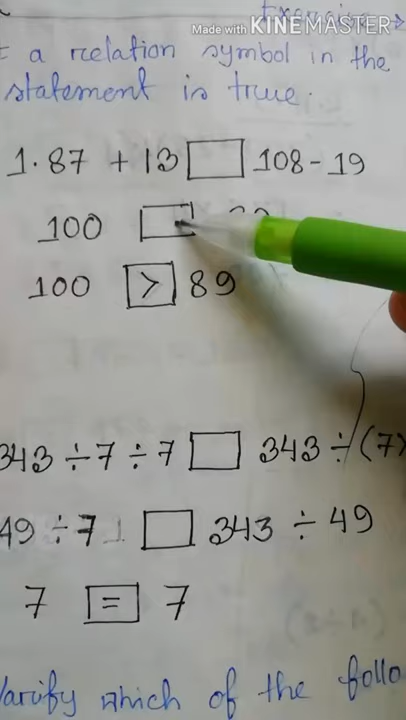 Made with KINEMASTER
a relation symbol in the
statement is true.
1. 87 + 13 □ 108 - 19
100 □
100 > 89
343 ÷ 7 ÷ 7 □ 343 ÷ (7
49 ÷ 7 □ 343 ÷ 49
7 = 7
which of the follo